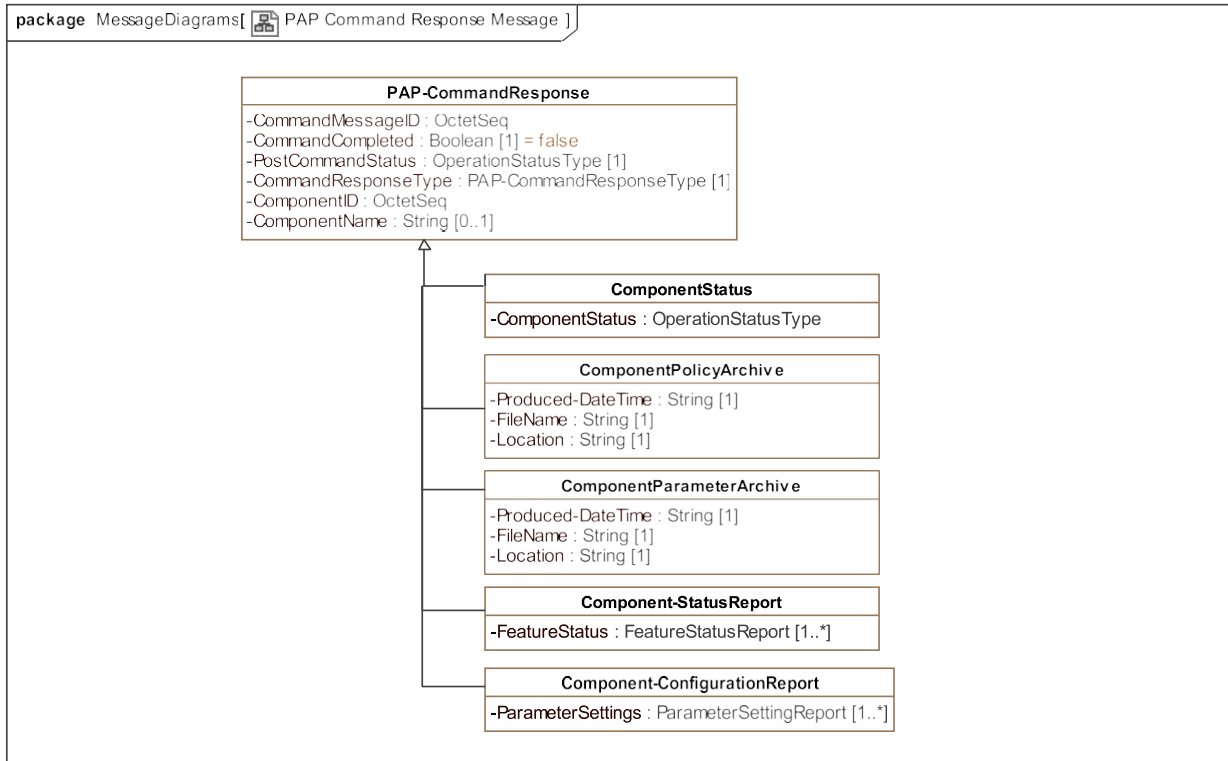 package MessageDiagrams[ PAP Command Response Message ]
PAP-CommandResponse
-CommandMessageID : OctetSeq
-CommandCompleted : Boolean [1] = false
-PostCommandStatus : OperationStatusType [1]
-CommandResponseType : PAP-CommandResponseType [1]
-ComponentID : OctetSeq
-ComponentName : String [0..1]
ComponentStatus
-ComponentStatus : OperationStatusType
ComponentPolicyArchive
-Produced-DateTime : String [1]
-FileName : String [1]
-Location : String [1]
ComponentParameterArchive
-Produced-DateTime : String [1]
-FileName : String [1]
-Location : String [1]
Component-StatusReport
-FeatureStatus : FeatureStatusReport [1..*]
Component-ConfigurationReport
-ParameterSettings : ParameterSettingReport [1..*]